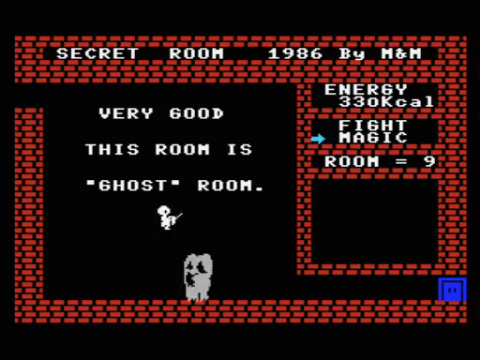 SECRET ROOM 1986 By M&M
ENERGY
330Kcal
VERY GOOD
FIGHT
MAGIC
THIS ROOM IS
ROOM = 9
"GHOST" ROOM.